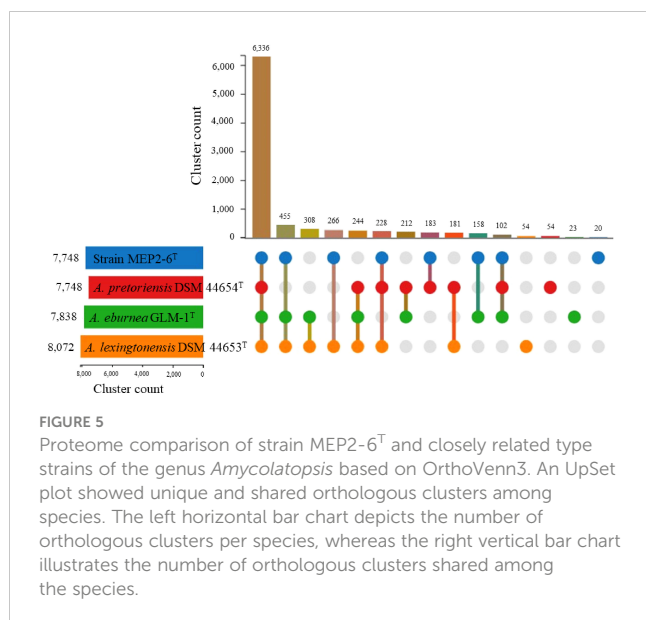 6,336
6,000
5,000
4,000
3,000
2,000
1,000
0
Cluster count
455 308 266 244 228 212 183 181 158 102 54 54 23 20
7,748 Strain MEP2-6ᵀ
7,748 A. pretoriensis DSM 44654ᵀ
7,838 A. eburnea GLM-1ᵀ
8,072 A. lexingtonensis DSM 44653ᵀ
8,000 6,000 4,000 2,000 0
Cluster count
FIGURE 5
Proteome comparison of strain MEP2-6ᵀ and closely related type
strains of the genus Amycolatopsis based on OrthoVenn3. An UpSet
plot showed unique and shared orthologous clusters among
species. The left horizontal bar chart depicts the number of
orthologous clusters per species, whereas the right vertical bar chart
illustrates the number of orthologous clusters shared among
the species.